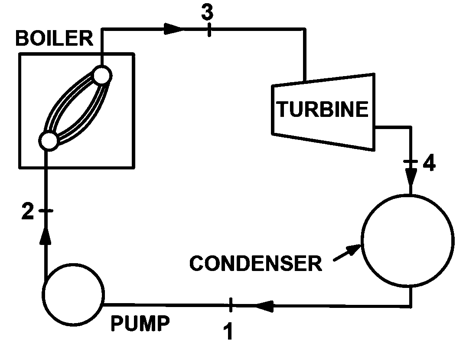 3
BOILER
TURBINE
4
2
CONDENSER
PUMP
1